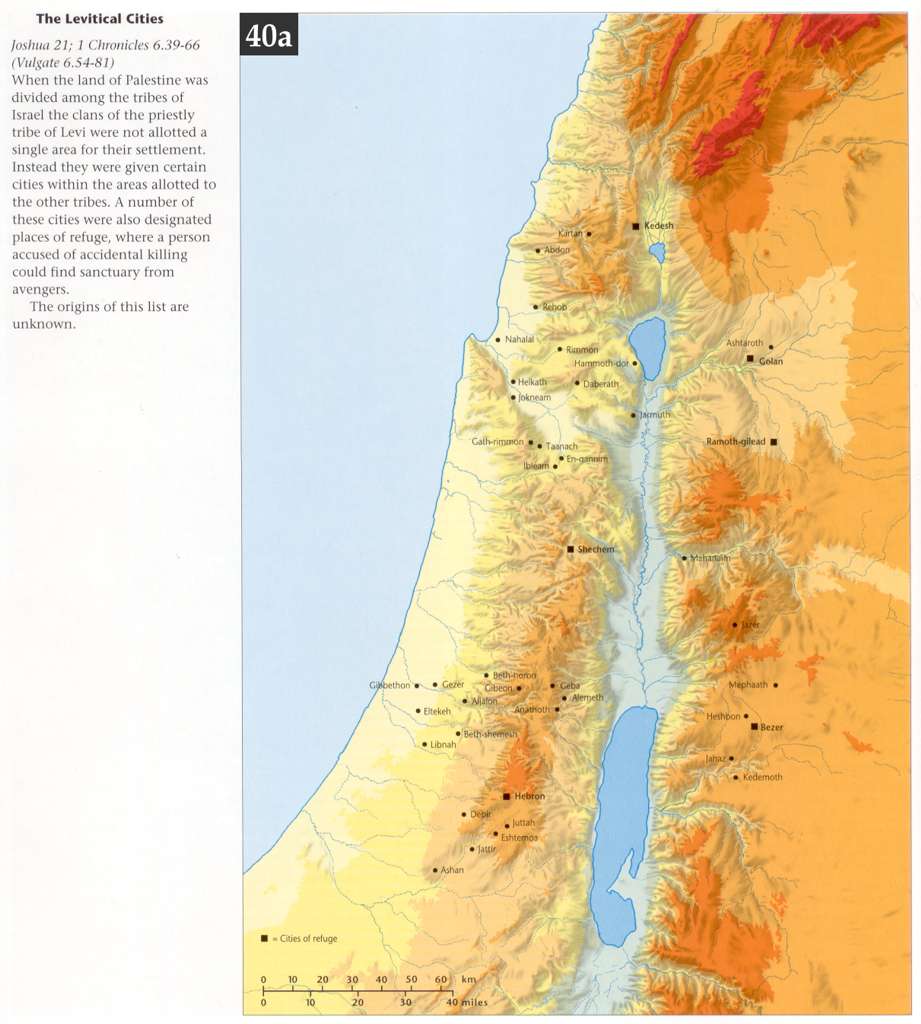 The Levitical Cities
Joshua 21; 1 Chronicles 6.39-66
(Vulgate 6.54-81)
When the land of Palestine was
divided among the tribes of
Israel the clans of the priestly
tribe of Levi were not allotted a
single area for their settlement.
Instead they were given certain
cities within the areas allotted to
the other tribes. A number of
these cities were also designated
places of refuge, where a person
accused of accidental killing
could find sanctuary from
avengers.
The origins of this list are
unknown.
40a
Kedesh
Kartan
Abdon
Rehob
Nahalal
Rimmon
Hammoth-dor
Ashtaroth
Golan
Helkath
Daberath
Jokneam
Jarmuth
Gath-rimmon
Taanach
Ramoth-gilead
En-gannim
Ibleam
Shechem
Mahanaim
Jazer
Beth-horon
Gibbethon
Gezer
Gibeon
Geba
Mephaath
Aijalon
Alemeth
Eltekeh
Anathoth
Heshbon
Bezer
Beth-shemesh
Libnah
Jahaz
Kedemoth
Hebron
Debir
Juttah
Eshtemoa
Jattir
Ashan
= Cities of refuge
0 10 20 30 40 50 60 km
0 10 20 30 40 miles